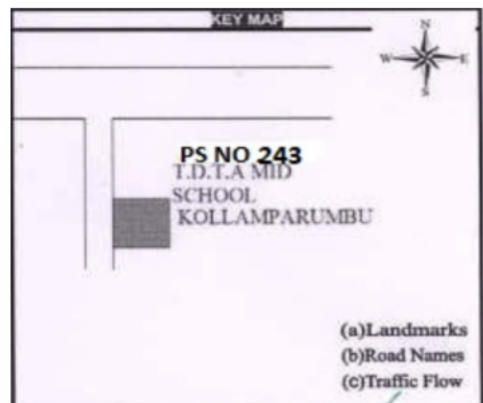 KEY MAP
N
W E
S
PS NO 243
T.D.T.A MID
SCHOOL
KOLLAMPARUMBU
(a)Landmarks
(b)Road Names
(c)Traffic Flow